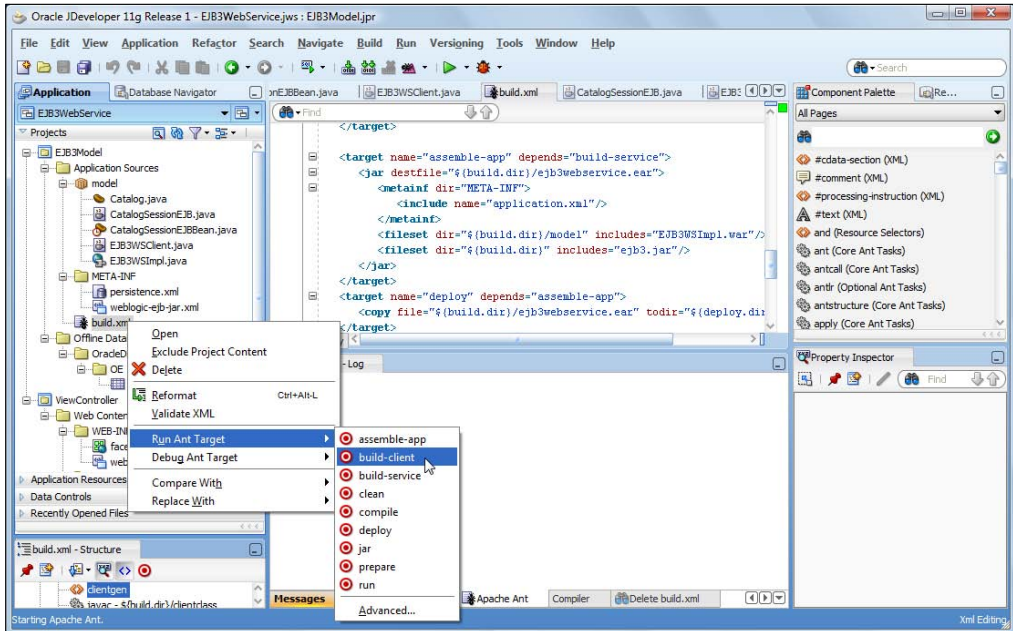 Oracle JDeveloper 11g Release 1 - EJB3WebService.jws : EJB3Model.jpr
File Edit View Application Refactor Search Navigate Build Run Versioning Tools Window Help
Search
Application
Database Navigator
onEJBBean.java
EJB3WSClient.java
build.xml
CatalogSessionEJB.java
EJB3
Component Palette
Re...
EJB3WebService
Find
All Pages
Projects
EJB3Model
Application Sources
model
Catalog.java
CatalogSessionEJB.java
CatalogSessionEJBBean.java
EJB3WSClient.java
EJB3WSImpl.java
META-INF
persistence.xml
weblogic-ejb-jar.xml
build.xml
Offline Data
OracleD
OE
ViewController
Web Conten
WEB-IN
face
web
Application Resources
Data Controls
Recently Opened Files
</target>
<target name="assemble-app" depends="build-service">
<jar destfile="${build.dir}/ejb3webservice.ear">
<metainf dir="META-INF">
<include name="application.xml"/>
</metainf>
<fileset dir="${build.dir}/model" includes="EJB3WSImpl.war"/>
<fileset dir="${build.dir}" includes="ejb3.jar"/>
</jar>
</target>
<target name="deploy" depends="assemble-app">
<copy file="${build.dir}/ejb3webservice.ear" todir="${deploy.dir
</target>
#cdata-section (XML)
#comment (XML)
#processing-instruction (XML)
#text (XML)
and (Resource Selectors)
ant (Core Ant Tasks)
antcall (Core Ant Tasks)
antlr (Optional Ant Tasks)
antstructure (Core Ant Tasks)
apply (Core Ant Tasks)
Open
Exclude Project Content
Delete
Reformat Ctrl+Alt-L
Validate XML
Run Ant Target
Debug Ant Target
Compare With
Replace With
assemble-app
build-client
build-service
clean
compile
deploy
jar
prepare
run
Advanced...
- Log
Property Inspector
Find
build.xml - Structure
clientgen
javac - ${build.dir}/clientclass
Messages
Apache Ant
Compiler
Delete build.xml
Starting Apache Ant.
Xml Editing